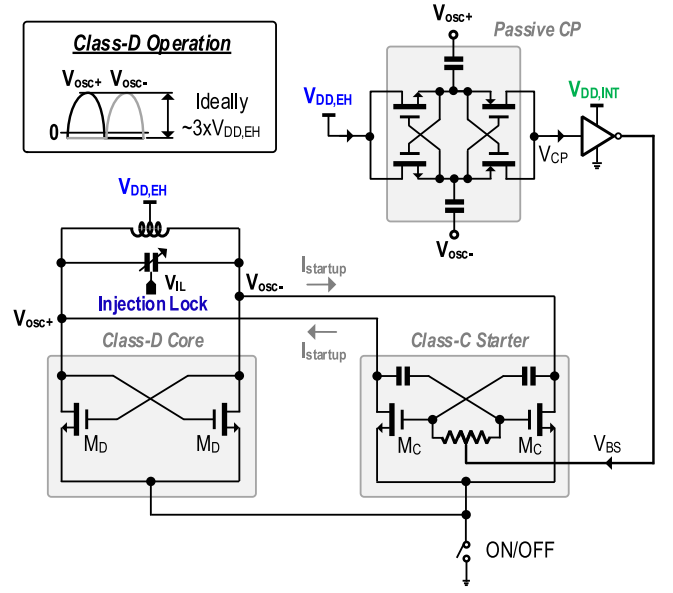 Class-D Operation
Vosc+ Vosc-
0
Ideally
~3xVDD,EH
Vosc+
Passive CP
VDD,EH
VDD,INT
VCP
Vosc-
VDD,EH
VIL
Injection Lock
Vosc-
Istartup
Vosc+
Istartup
Class-D Core
Class-C Starter
MD
MD
MC
MC
VBS
ON/OFF